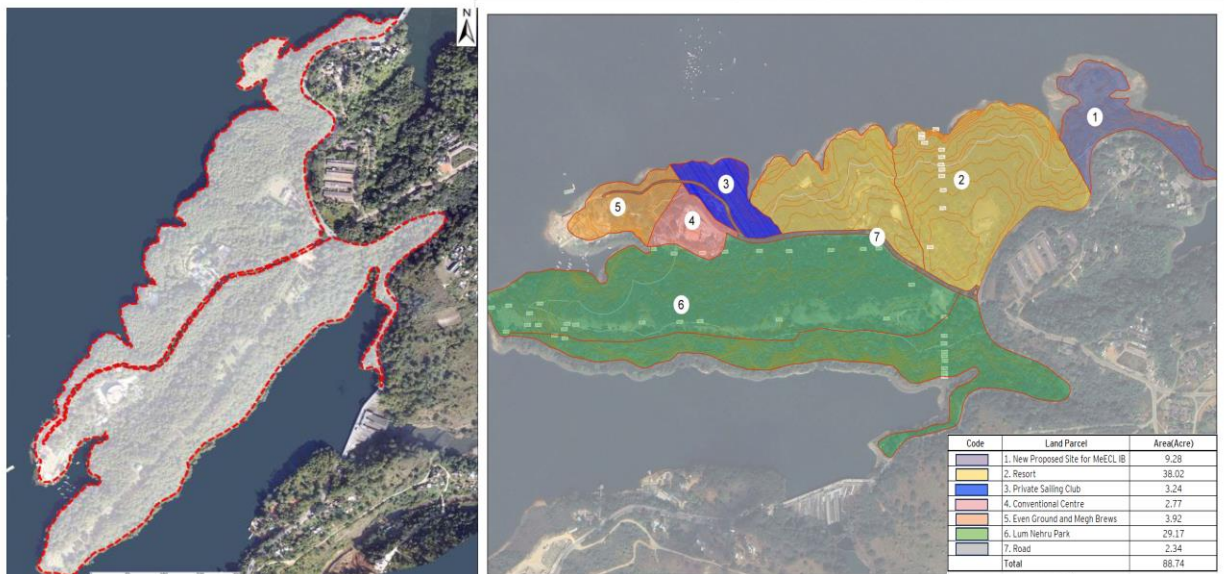 N
1
2
3
4
5
6
7
Code Land Parcel Area(Acre)
1. New Proposed Site for MeECL IB 9.28
2. Resort 38.02
3. Private Sailing Club 3.24
4. Conventional Centre 2.77
5. Even Ground and Megh Brews 3.92
6. Lum Nehru Park 29.17
7. Road 2.34
Total 88.74